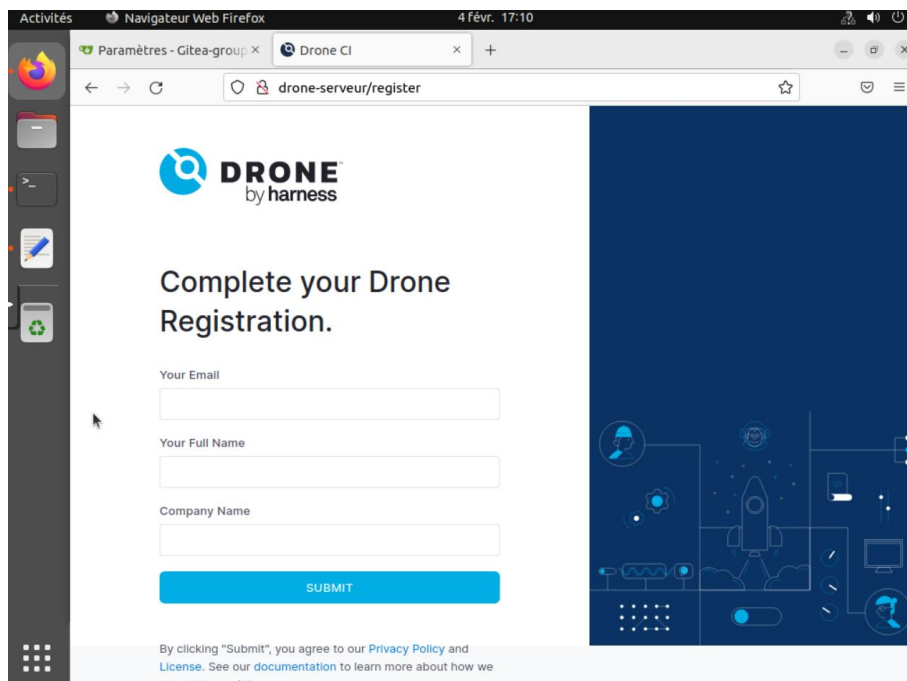 Activités Navigateur Web Firefox 4 févr. 17:10
Paramètres - Gitea-group × Drone CI × +
drone-serveur/register
DRONE
by harness
Complete your Drone
Registration.
Your Email
Your Full Name
Company Name
SUBMIT
By clicking "Submit", you agree to our Privacy Policy and
License. See our documentation to learn more about how we